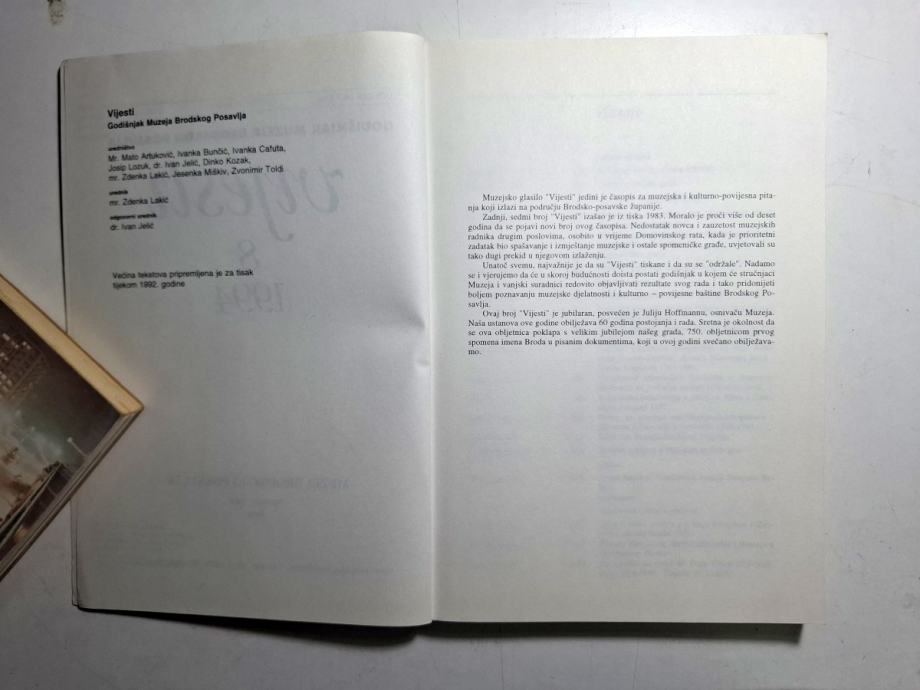 Vijesti
Godišnjak Muzeja Brodskog Posavlja
uredništvo
Mr. Mato Artuković, Ivanka Bunčić, Ivanka Cafuta,
Josip Lozuk, dr. Ivan Jelić, Dinko Kozak,
mr. Zdenka Lakić, Jesenka Miškiv, Zvonimir Toldi
urednik
mr. Zdenka Lakić
odgovorni urednik
dr. Ivan Jelić
Većina tekstova pripremljena je za tisak
tijekom 1992. godine
Muzejsko glasilo "Vijesti" jedini je časopis za muzejska i kulturno-povijesna pita-
nja koji izlazi na području Brodsko-posavske županije.
Zadnji, sedmi broj "Vijesti" izašao je iz tiska 1983. Moralo je proći više od deset
godina da se pojavi novi broj ovog časopisa. Nedostatak novca i zauzetost muzejskih
radnika drugim poslovima, osobito u vrijeme Domovinskog rata, kada je prioritetni
zadatak bio spašavanje i izmještanje muzejske i ostale spomeničke građe, uvjetovali su
tako dugi prekid u njegovom izlaženju.
Unatoč svemu, najvažnije je da su "Vijesti" tiskane i da su se "održale". Nadamo
se i vjerujemo da će u skoroj budućnosti doista postati godišnjak u kojem će stručnjaci
Muzeja i vanjski suradnici redovito objavljivati rezultate svog rada i tako pridonijeti
boljem poznavanju muzejske djelatnosti i kulturno – povijesne baštine Brodskog Po-
savlja.
Ovaj broj "Vijesti" je jubilaran, posvećen je Juliju Hoffmannu, osnivaču Muzeja.
Naša ustanova ove godine obilježava 60 godina postojanja i rada. Sretna je okolnost da
se ova obljetnica poklapa s velikim jubilejom našeg grada, 750. obljetnicom prvog
spomena imena Broda u pisanim dokumentima, koji u ovoj godini svečano obilježava-
mo.